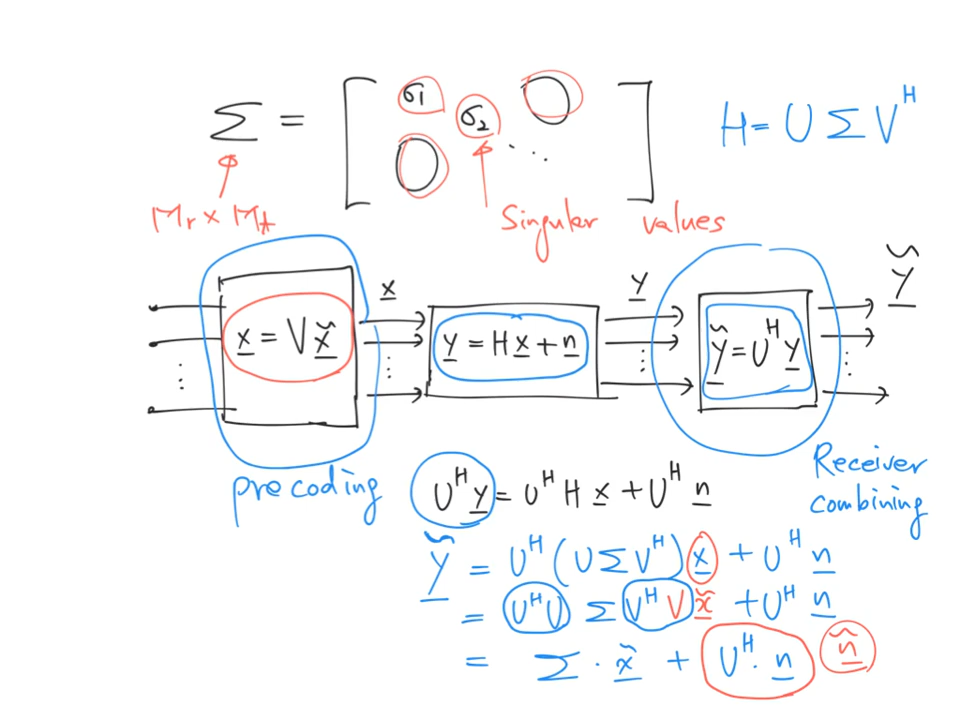 Σ = [ σ1 σ2 ⋱ 0 0 ]
H = U Σ V^H
Mr × Mt
Singular values
x̲ = V x̲̃
x̲
y̲ = H x̲ + n̲
y̲
ỹ̲ = U^H y̲
ỹ̲
precoding
Receiver combining
U^H y̲ = U^H H x̲ + U^H n̲
ỹ̲ = U^H (U Σ V^H) x̲ + U^H n̲
= U^H U Σ V^H V x̲̃ + U^H n̲
= Σ · x̲̃ + U^H · n̲ ñ̲